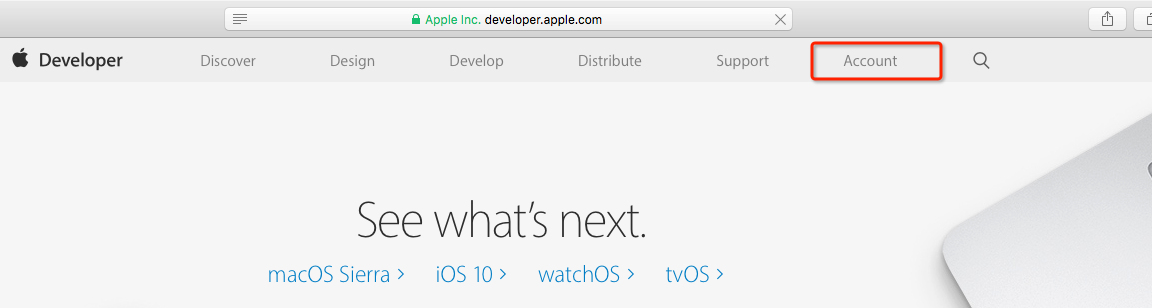 Apple Inc. developer.apple.com
Developer Discover Design Develop Distribute Support Account
See what's next.
macOS Sierra > iOS 10 > watchOS > tvOS >